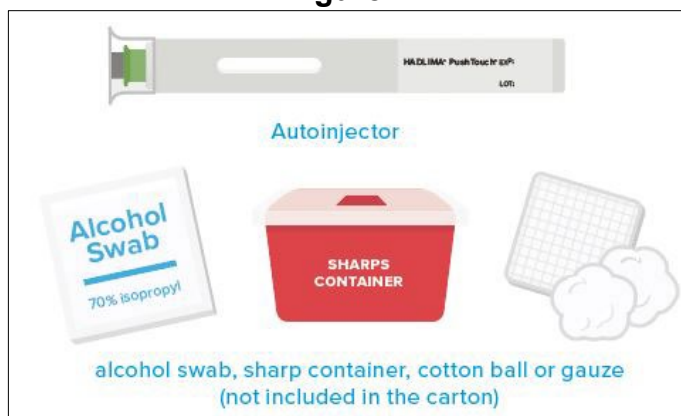 HADLIMA® PushTouch® EXP:
LOT:
Autoinjector
Alcohol
Swab
70% isopropyl
SHARPS
CONTAINER
alcohol swab, sharp container, cotton ball or gauze
(not included in the carton)